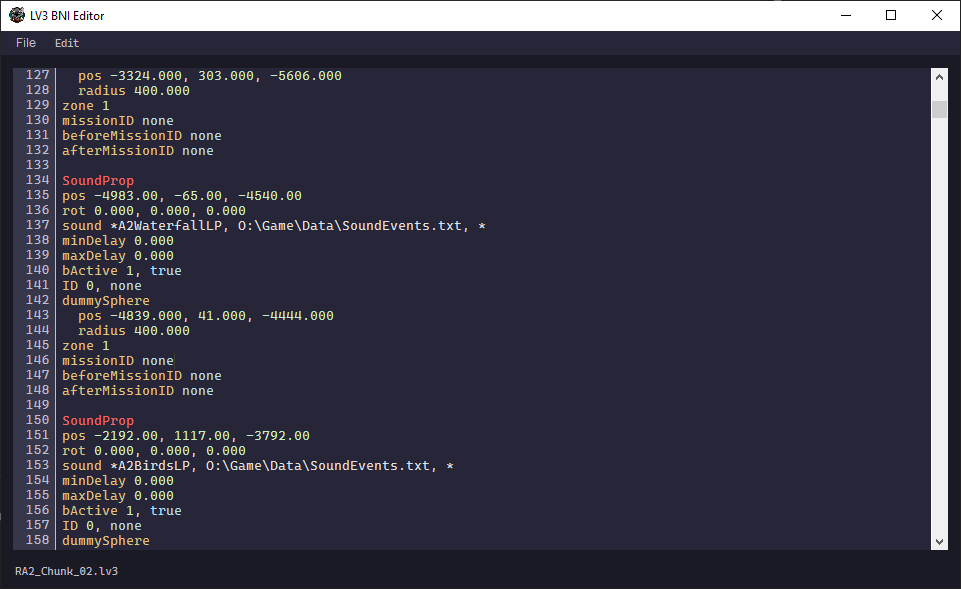 LV3 BNI Editor
File Edit
127 pos -3324.000, 303.000, -5606.000
128 radius 400.000
129 zone 1
130 missionID none
131 beforeMissionID none
132 afterMissionID none
133
134 SoundProp
135 pos -4983.00, -65.00, -4540.00
136 rot 0.000, 0.000, 0.000
137 sound *A2WaterfallLP, O:\Game\Data\SoundEvents.txt, *
138 minDelay 0.000
139 maxDelay 0.000
140 bActive 1, true
141 ID 0, none
142 dummySphere
143 pos -4839.000, 41.000, -4444.000
144 radius 400.000
145 zone 1
146 missionID none
147 beforeMissionID none
148 afterMissionID none
149
150 SoundProp
151 pos -2192.00, 1117.00, -3792.00
152 rot 0.000, 0.000, 0.000
153 sound *A2BirdsLP, O:\Game\Data\SoundEvents.txt, *
154 minDelay 0.000
155 maxDelay 0.000
156 bActive 1, true
157 ID 0, none
158 dummySphere
RA2_Chunk_02.lv3